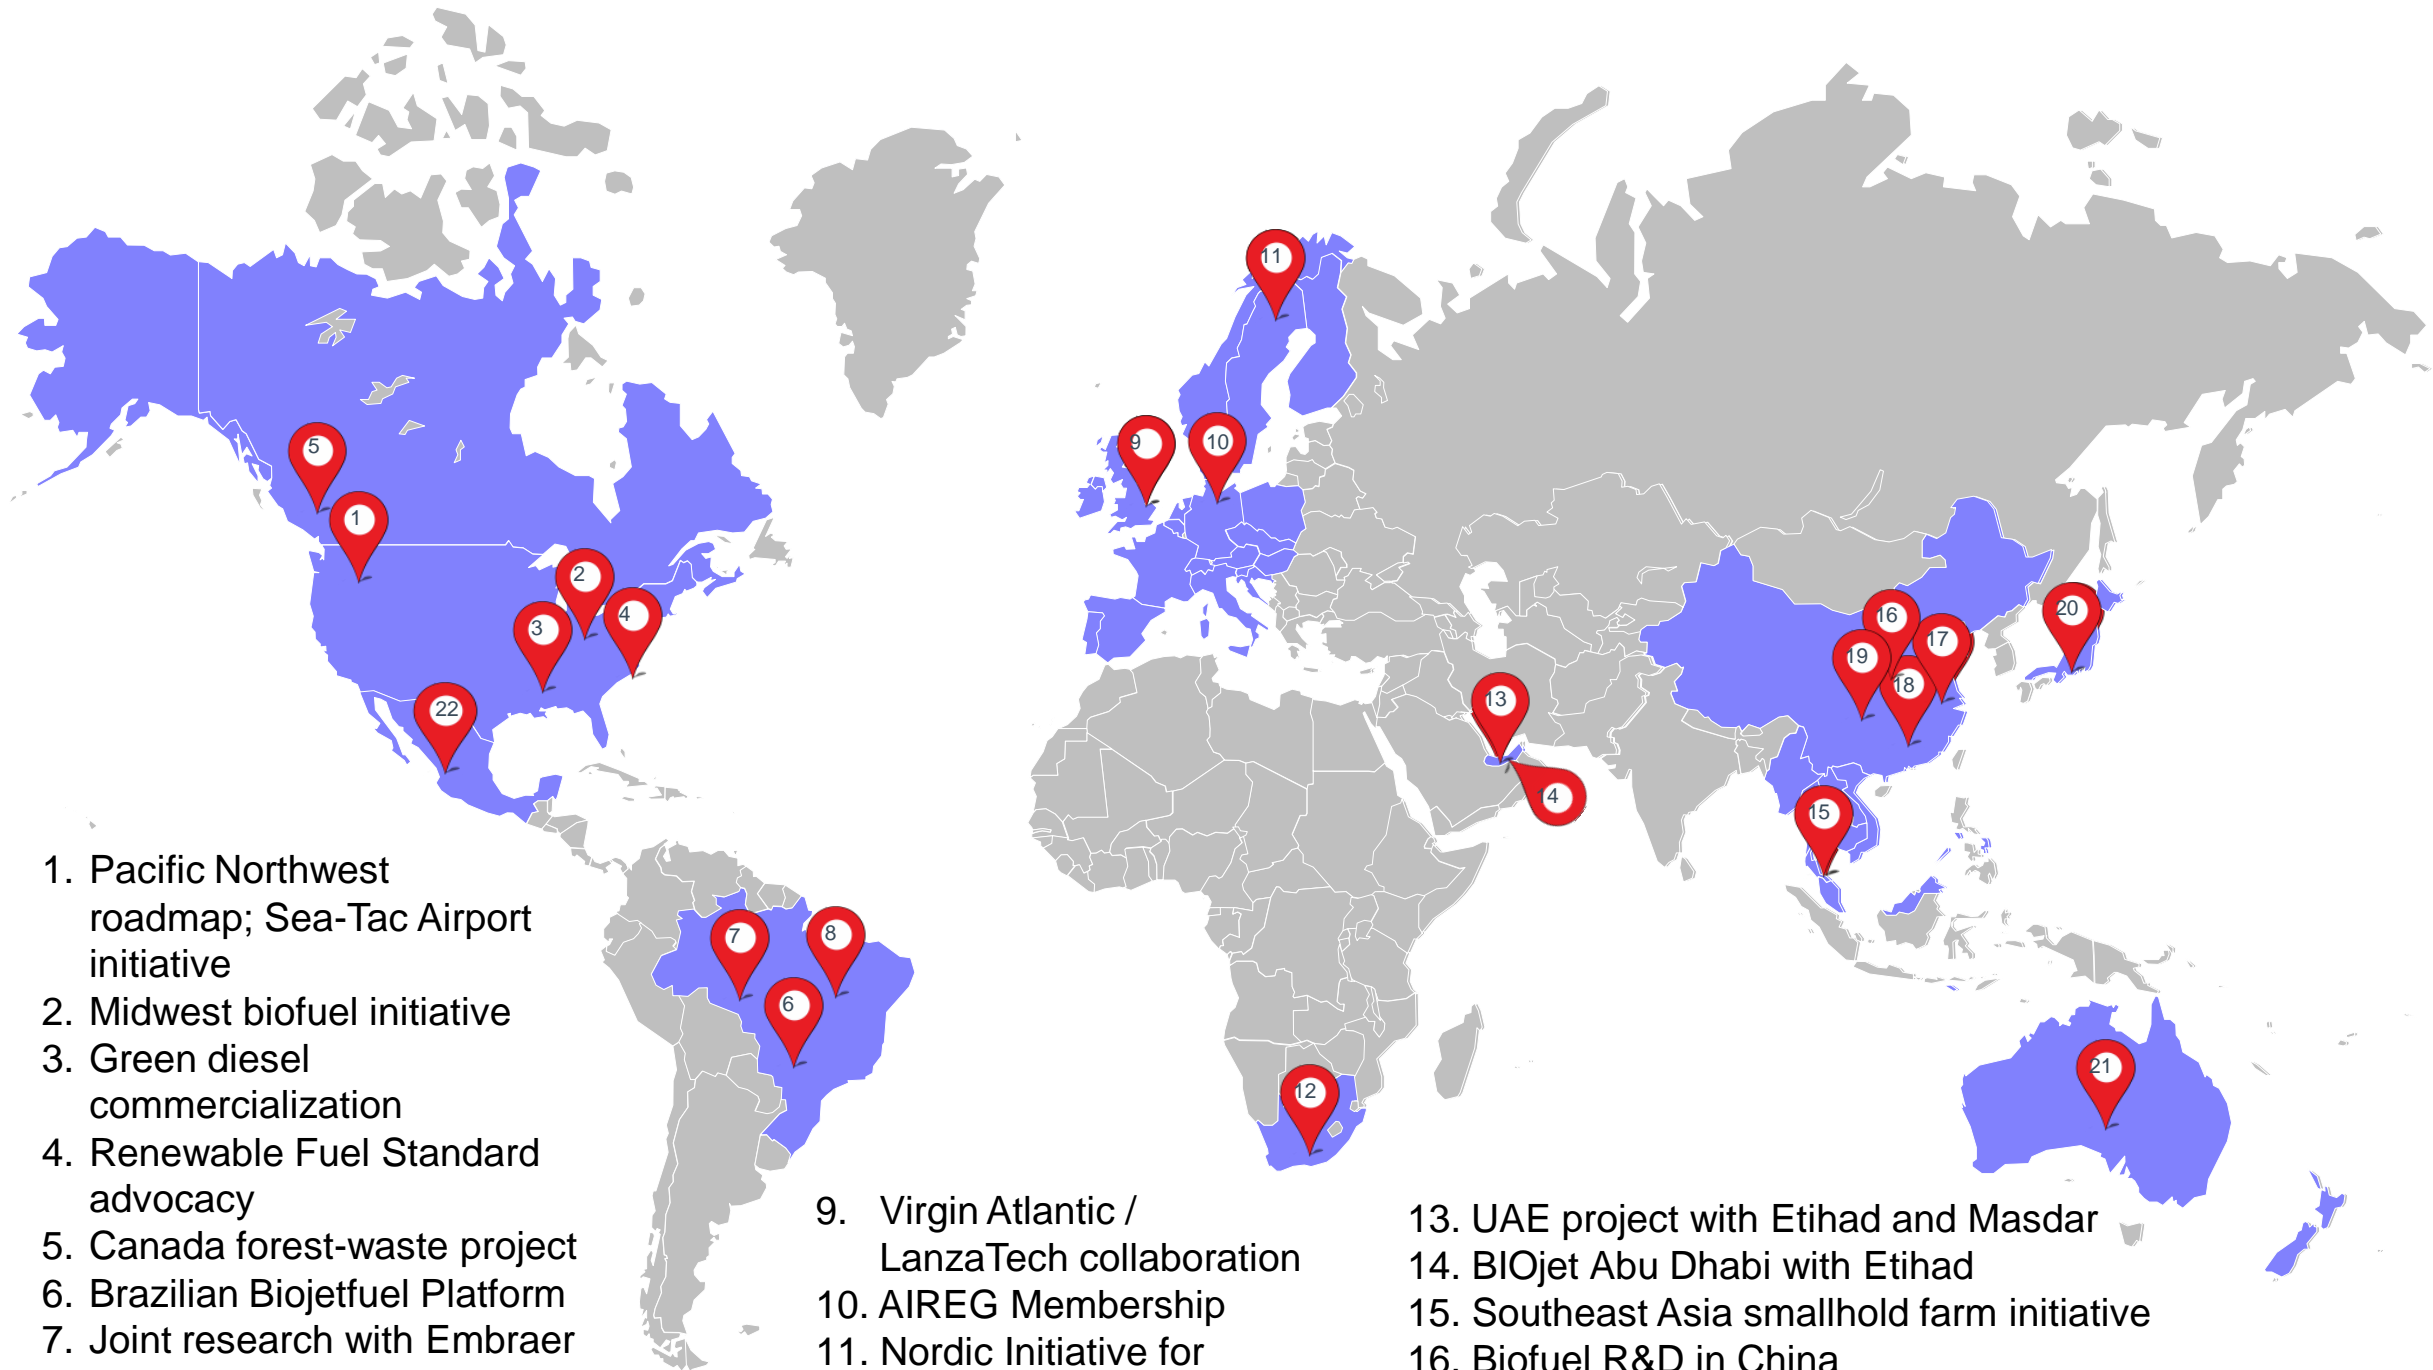 11
9
10
5
1
2
3
4
22
16
17
20
19
18
13
14
15
7
8
6
12
21
1. Pacific Northwest
roadmap; Sea-Tac Airport
initiative
2. Midwest biofuel initiative
3. Green diesel
commercialization
4. Renewable Fuel Standard
advocacy
5. Canada forest-waste project
6. Brazilian Biojetfuel Platform
7. Joint research with Embraer
9. Virgin Atlantic /
LanzaTech collaboration
10. AIREG Membership
11. Nordic Initiative for
13. UAE project with Etihad and Masdar
14. BIOjet Abu Dhabi with Etihad
15. Southeast Asia smallhold farm initiative
16. Biofuel R&D in China